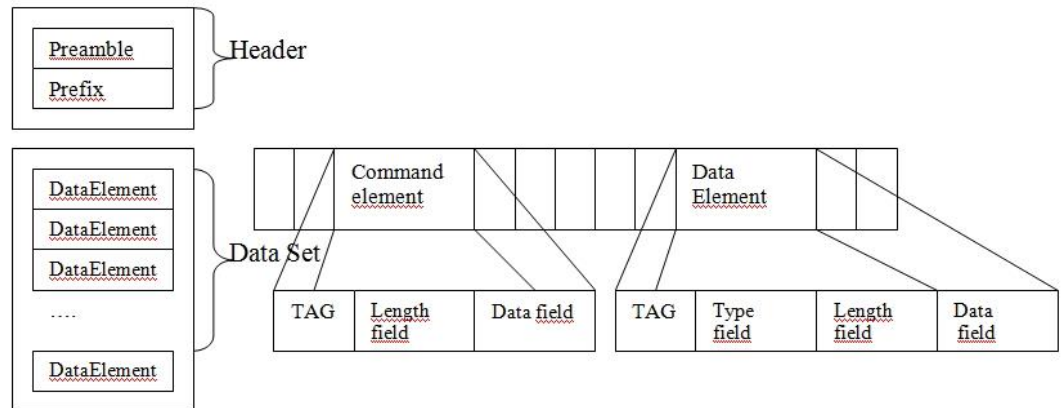 Preamble
Prefix
Header
DataElement
DataElement
DataElement
....
DataElement
Data Set
Command
element
Data
Element
TAG
Length
field
Data field
TAG
Type
field
Length
field
Data
field